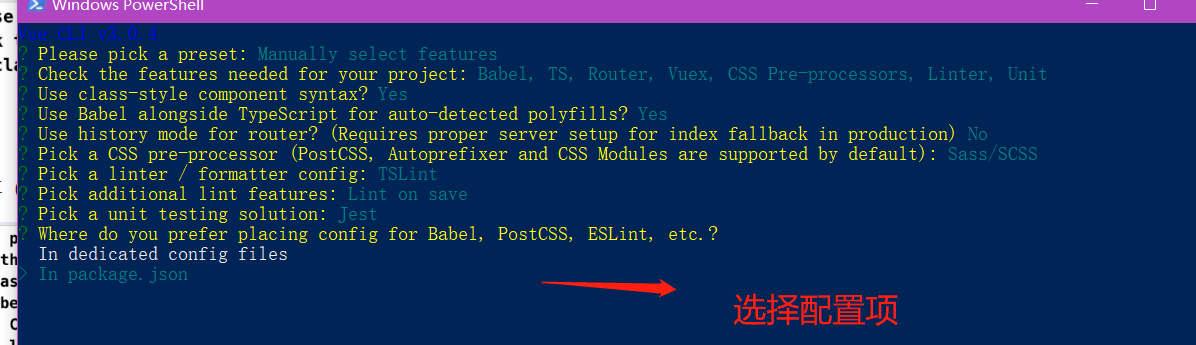 Windows PowerShell
Vue CLI v3.0.4
? Please pick a preset: Manually select features
? Check the features needed for your project: Babel, TS, Router, Vuex, CSS Pre-processors, Linter, Unit
? Use class-style component syntax? Yes
? Use Babel alongside TypeScript for auto-detected polyfills? Yes
? Use history mode for router? (Requires proper server setup for index fallback in production) No
? Pick a CSS pre-processor (PostCSS, Autoprefixer and CSS Modules are supported by default): Sass/SCSS
? Pick a linter / formatter config: TSLint
? Pick additional lint features: Lint on save
? Pick a unit testing solution: Jest
? Where do you prefer placing config for Babel, PostCSS, ESLint, etc.?
In dedicated config files
> In package.json
选择配置项